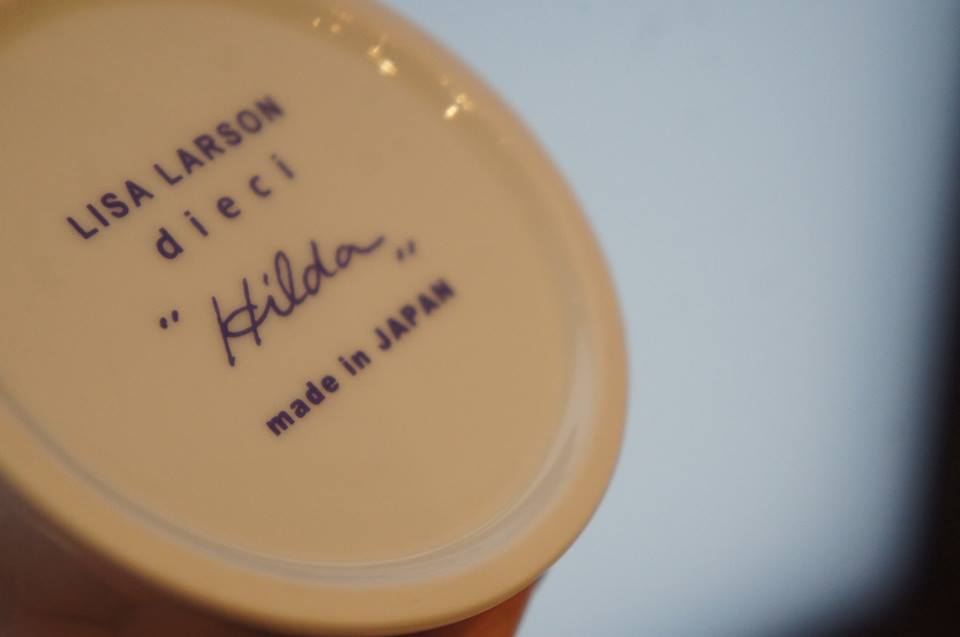 LISA LARSON
dieci
"Hilda"
made in JAPAN